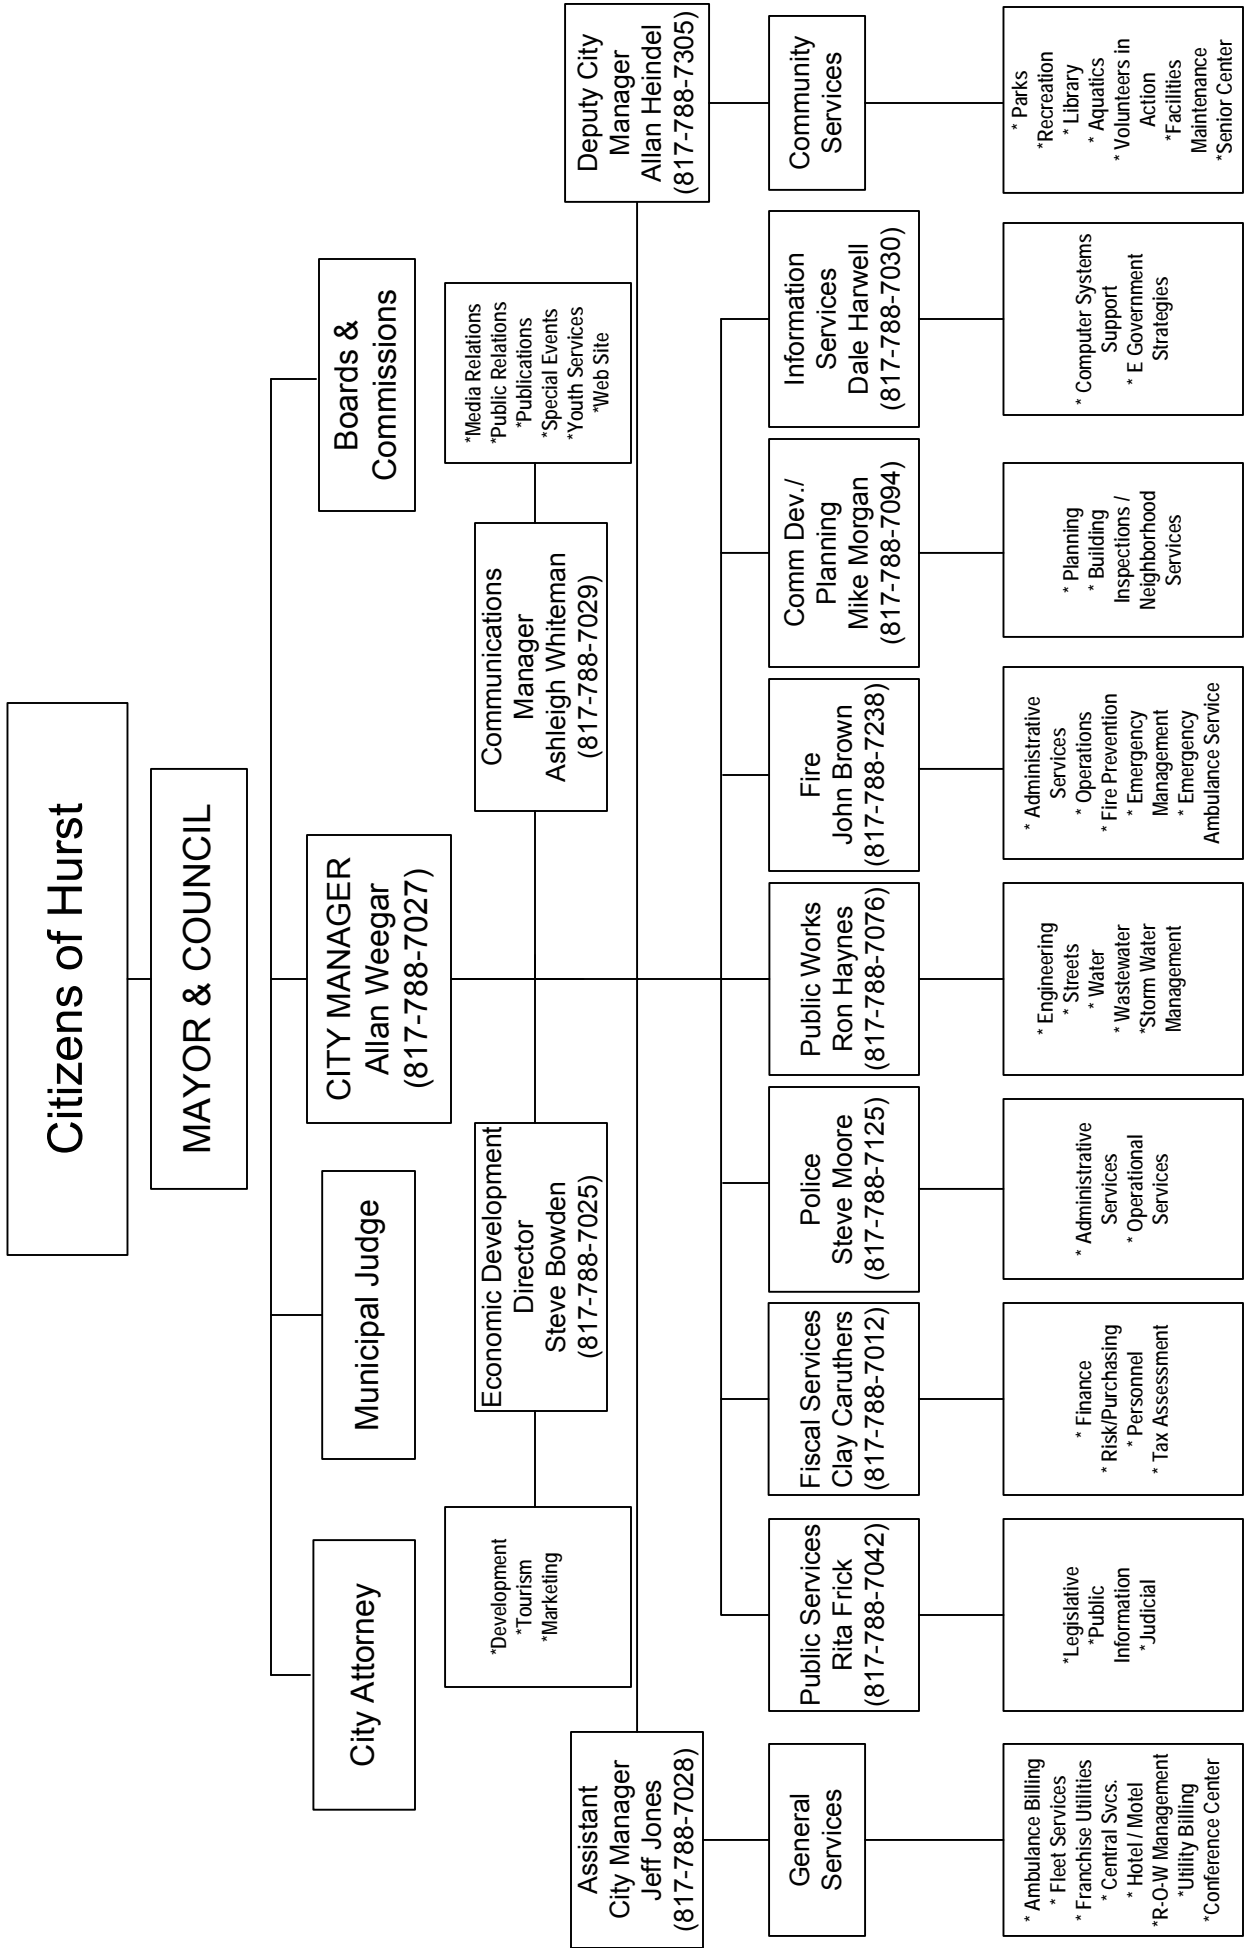 Citizens of Hurst
MAYOR & COUNCIL
City Attorney
Municipal Judge
CITY MANAGER
Allan Weegar
(817-788-7027)
Boards &
Commissions
*Development
*Tourism
*Marketing
Economic Development
Director
Steve Bowden
(817-788-7025)
Communications
Manager
Ashleigh Whiteman
(817-788-7029)
*Media Relations
*Public Relations
*Publications
*Special Events
*Youth Services
*Web Site
Assistant
City Manager
Jeff Jones
(817-788-7028)
Deputy City
Manager
Allan Heindel
(817-788-7305)
General
Services
Public Services
Rita Frick
(817-788-7042)
Fiscal Services
Clay Caruthers
(817-788-7012)
Police
Steve Moore
(817-788-7125)
Public Works
Ron Haynes
(817-788-7076)
Fire
John Brown
(817-788-7238)
Comm Dev./
Planning
Mike Morgan
(817-788-7094)
Information
Services
Dale Harwell
(817-788-7030)
Community
Services
* Ambulance Billing
* Fleet Services
* Franchise Utilities
* Central Svcs.
* Hotel / Motel
*R-O-W Management
*Utility Billing
*Conference Center
*Legislative
*Public
Information
*Judicial
* Finance
* Risk/Purchasing
* Personnel
* Tax Assessment
* Administrative
Services
* Operational
Services
* Engineering
* Streets
* Water
* Wastewater
*Storm Water
Management
* Administrative
Services
* Operations
* Fire Prevention
* Emergency
Management
* Emergency
Ambulance Service
* Planning
* Building
Inspections /
Neighborhood
Services
* Computer Systems
Support
* E Government
Strategies
* Parks
*Recreation
* Library
* Aquatics
* Volunteers in
Action
*Facilities
Maintenance
*Senior Center